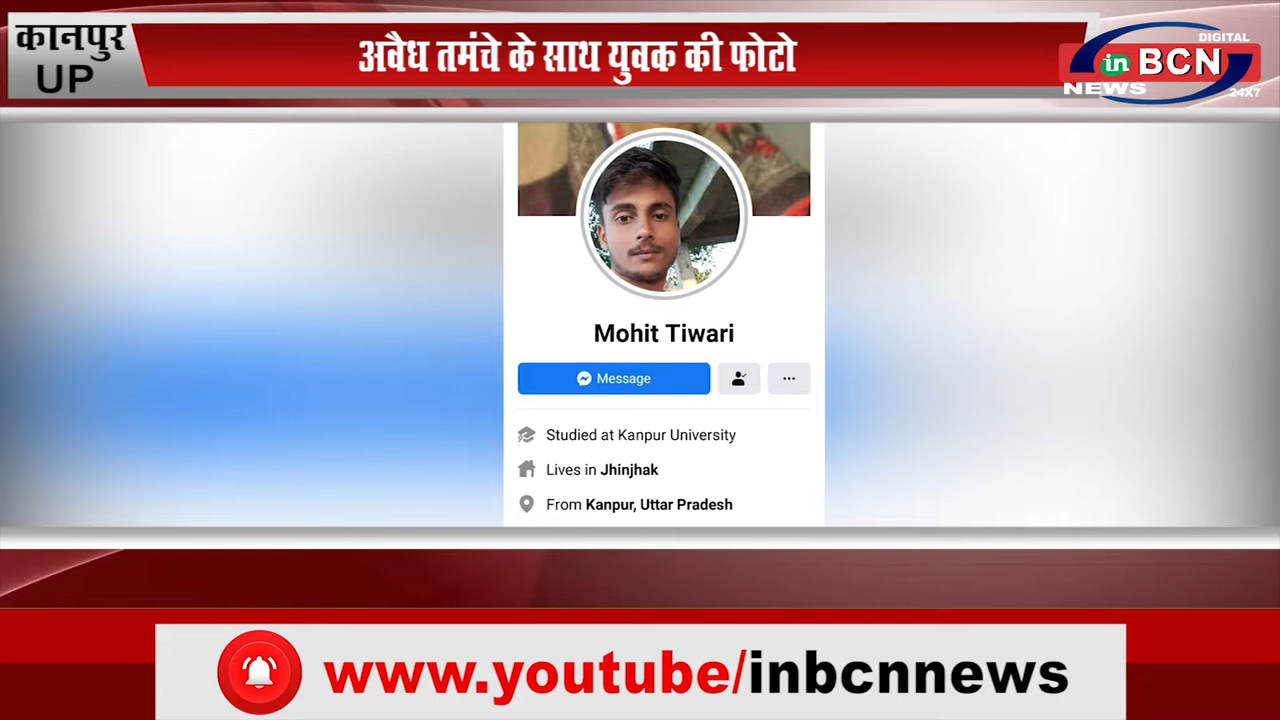 कानपुर
UP
अवैध तमंचे के साथ युवक की फोटो
DIGITAL
in BCN
NEWS
24X7
Mohit Tiwari
Message
Studied at Kanpur University
Lives in Jhinjhak
From Kanpur, Uttar Pradesh
www.youtube/inbcnnews